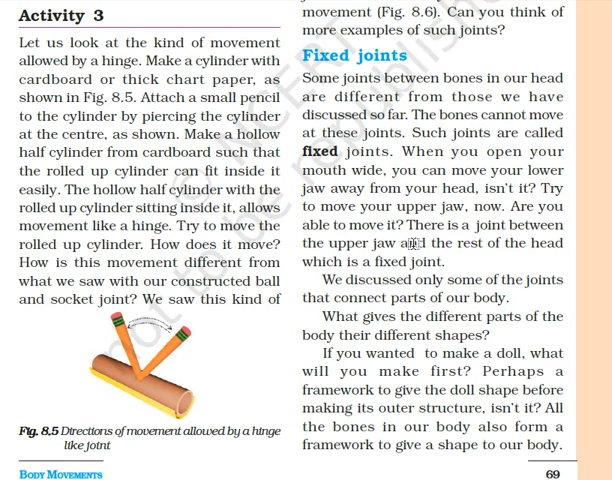 Activity 3
Let us look at the kind of movement
allowed by a hinge. Make a cylinder with
cardboard or thick chart paper, as
shown in Fig. 8.5. Attach a small pencil
to the cylinder by piercing the cylinder
at the centre, as shown. Make a hollow
half cylinder from cardboard such that
the rolled up cylinder can fit inside it
easily. The hollow half cylinder with the
rolled up cylinder sitting inside it, allows
movement like a hinge. Try to move the
rolled up cylinder. How does it move?
How is this movement different from
what we saw with our constructed ball
and socket joint? We saw this kind of
Fig. 8.5 Directions of movement allowed by a hinge
like joint
movement (Fig. 8.6). Can you think of
more examples of such joints?
Fixed joints
Some joints between bones in our head
are different from those we have
discussed so far. The bones cannot move
at these joints. Such joints are called
fixed joints. When you open your
mouth wide, you can move your lower
jaw away from your head, isn't it? Try
to move your upper jaw, now. Are you
able to move it? There is a joint between
the upper jaw and the rest of the head
which is a fixed joint.
We discussed only some of the joints
that connect parts of our body.
What gives the different parts of the
body their different shapes?
If you wanted to make a doll, what
will you make first? Perhaps a
framework to give the doll shape before
making its outer structure, isn't it? All
the bones in our body also form a
framework to give a shape to our body.
BODY MOVEMENTS
69
© NCERT
not to be republished